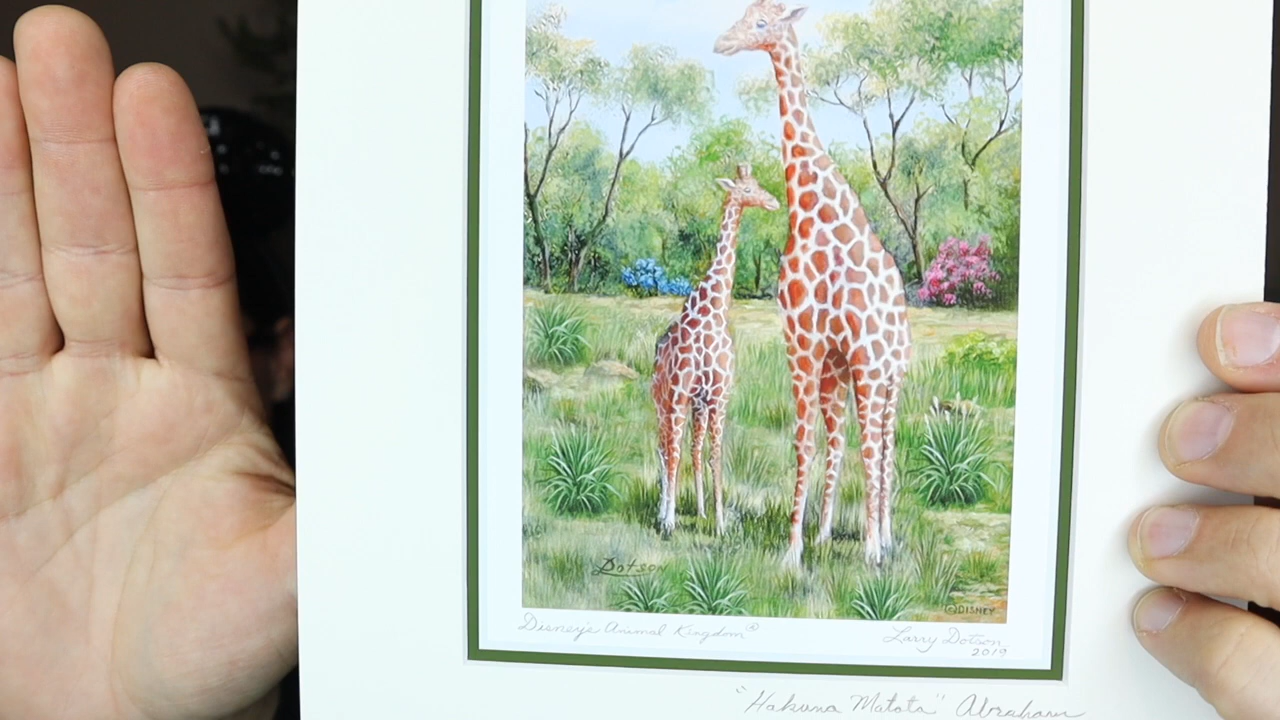 Dotson
©DISNEY
Disney's Animal Kingdom®
Larry Dotson
2019
"Hakuna Matata" Abraham